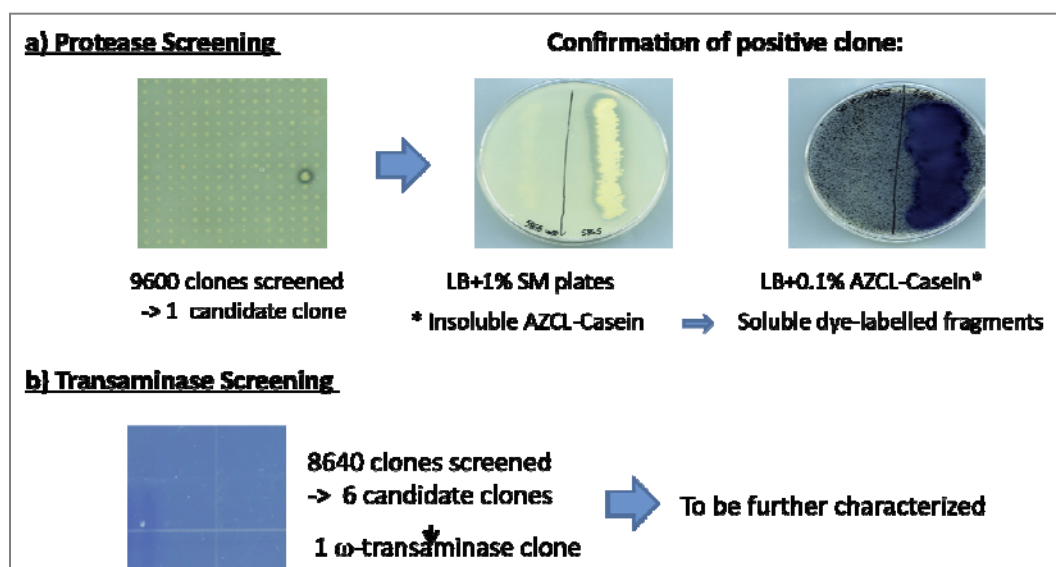 a) Protease Screening
Confirmation of positive clone:
9600 clones screened
-> 1 candidate clone
LB+1% SM plates
LB+0.1% AZCL-Casein*
* Insoluble AZCL-Casein
Soluble dye-labelled fragments
b) Transaminase Screening
8640 clones screened
-> 6 candidate clones
1 ω-transaminase clone
To be further characterized